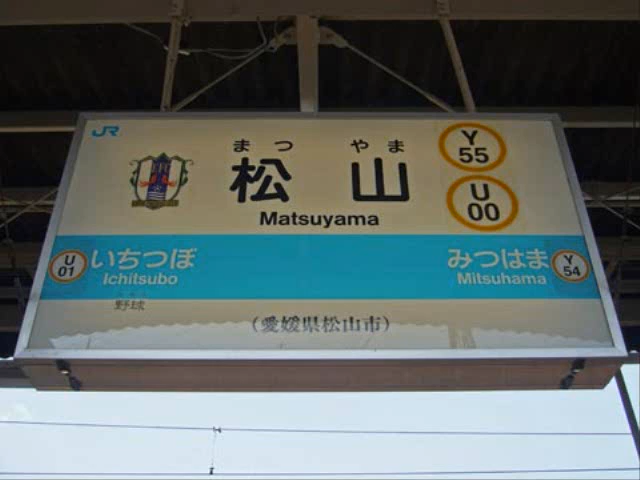 JR
まつやま
Y
55
松山
U
00
Matsuyama
U
01
いちつぼ
Ichitsubo
みつはま
Mitsuhama
Y
54
野球
(愛媛県松山市)